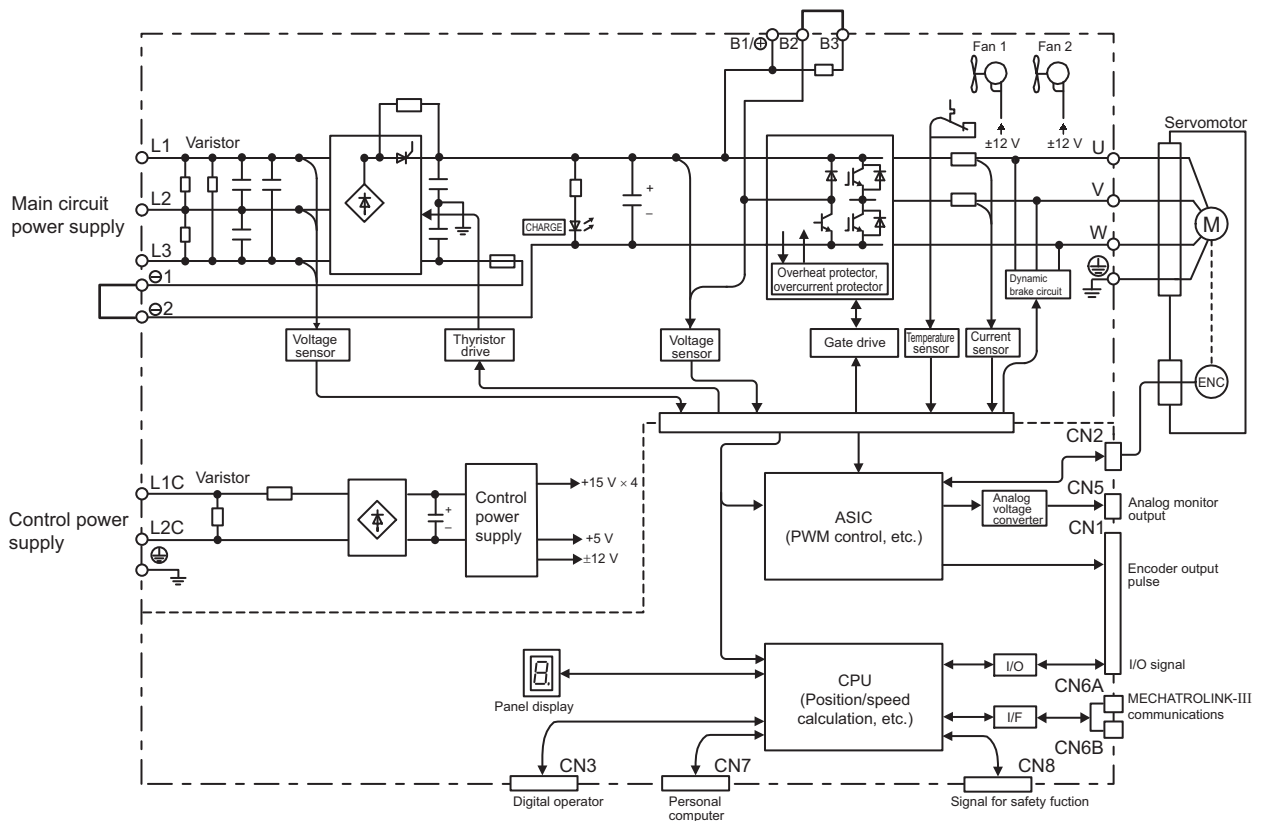 B1/⊕ B2 B3
Fan 1 Fan 2
±12 V ±12 V
Servomotor
L1 Varistor
U
Main circuit
power supply
L2
V
+
–
CHARGE
W
M
L3
⊖1
⊖2
Overheat protector,
overcurrent protector
Dynamic
brake circuit
Voltage
sensor
Thyristor
drive
Voltage
sensor
Gate drive
Temperature
sensor
Current
sensor
ENC
CN2
Control power
supply
L1C Varistor
L2C
+
–
Control
power
supply
+15 V × 4
+5 V
±12 V
ASIC
(PWM control, etc.)
Analog
voltage
converter
CN5
Analog monitor
output
CN1
Encoder output
pulse
I/O signal
8.
Panel display
CPU
(Position/speed
calculation, etc.)
I/O
I/F
CN6A
MECHATROLINK-III
communications
CN6B
CN3
Digital operator
CN7
Personal
computer
CN8
Signal for safety fuction